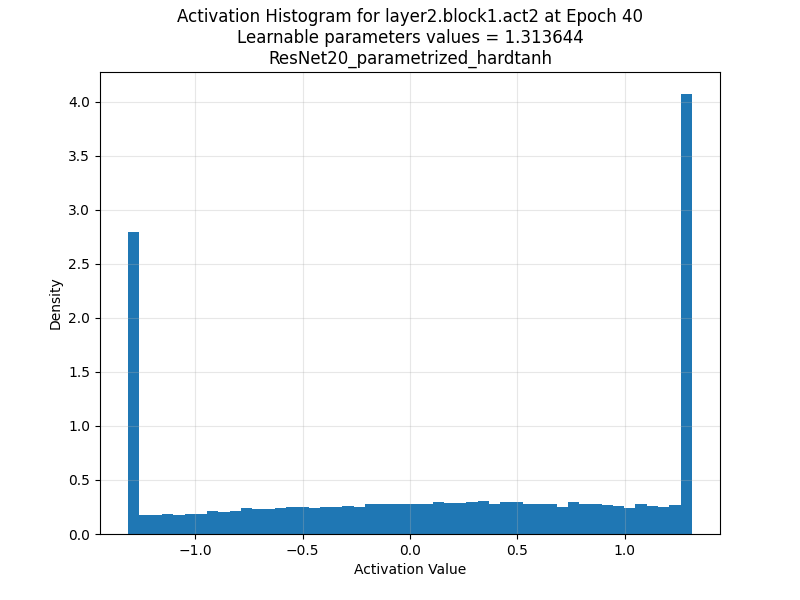 Activation Histogram for layer2.block1.act2 at Epoch 40
Learnable parameters values = 1.313644
ResNet20_parametrized_hardtanh
4.0
3.5
3.0
2.5
2.0
1.5
1.0
0.5
0.0
Density
−1.0 −0.5 0.0 0.5 1.0
Activation Value